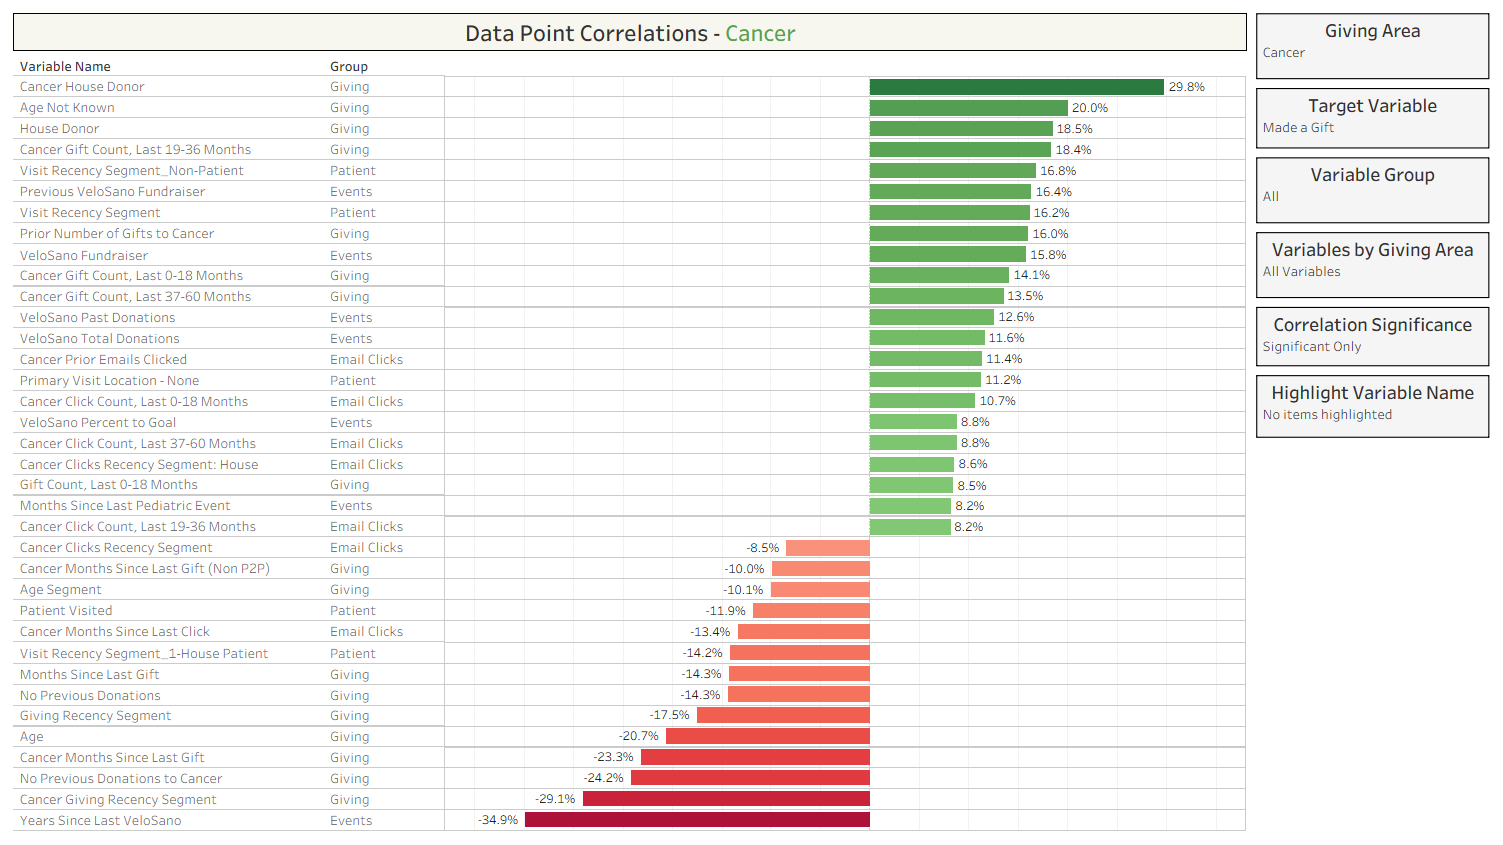 Data Point Correlations - Cancer
Variable Name Group
Cancer House Donor Giving 29.8%
Age Not Known Giving 20.0%
House Donor Giving 18.5%
Cancer Gift Count, Last 19-36 Months Giving 18.4%
Visit Recency Segment_Non-Patient Patient 16.8%
Previous VeloSano Fundraiser Events 16.4%
Visit Recency Segment Patient 16.2%
Prior Number of Gifts to Cancer Giving 16.0%
VeloSano Fundraiser Events 15.8%
Cancer Gift Count, Last 0-18 Months Giving 14.1%
Cancer Gift Count, Last 37-60 Months Giving 13.5%
VeloSano Past Donations Events 12.6%
VeloSano Total Donations Events 11.6%
Cancer Prior Emails Clicked Email Clicks 11.4%
Primary Visit Location - None Patient 11.2%
Cancer Click Count, Last 0-18 Months Email Clicks 10.7%
VeloSano Percent to Goal Events 8.8%
Cancer Click Count, Last 37-60 Months Email Clicks 8.8%
Cancer Clicks Recency Segment: House Email Clicks 8.6%
Gift Count, Last 0-18 Months Giving 8.5%
Months Since Last Pediatric Event Events 8.2%
Cancer Click Count, Last 19-36 Months Email Clicks 8.2%
Cancer Clicks Recency Segment Email Clicks -8.5%
Cancer Months Since Last Gift (Non P2P) Giving -10.0%
Age Segment Giving -10.1%
Patient Visited Patient -11.9%
Cancer Months Since Last Click Email Clicks -13.4%
Visit Recency Segment_1-House Patient Patient -14.2%
Months Since Last Gift Giving -14.3%
No Previous Donations Giving -14.3%
Giving Recency Segment Giving -17.5%
Age Giving -20.7%
Cancer Months Since Last Gift Giving -23.3%
No Previous Donations to Cancer Giving -24.2%
Cancer Giving Recency Segment Giving -29.1%
Years Since Last VeloSano Events -34.9%
Giving Area
Cancer
Target Variable
Made a Gift
Variable Group
All
Variables by Giving Area
All Variables
Correlation Significance
Significant Only
Highlight Variable Name
No items highlighted